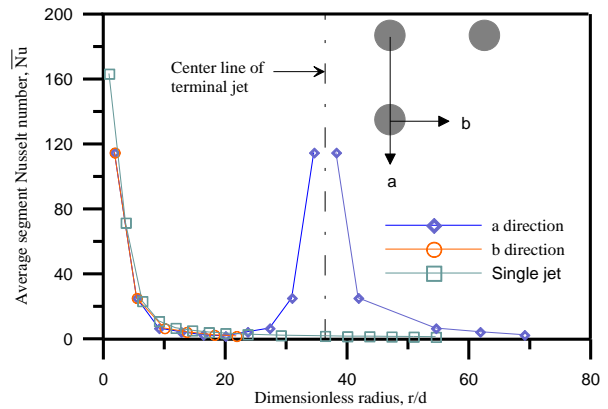 200
160
120
80
40
0
Average segment Nusselt number, Nu
Center line of
terminal jet
b
a
a direction
b direction
Single jet
0 20 40 60 80
Dimensionless radius, r/d